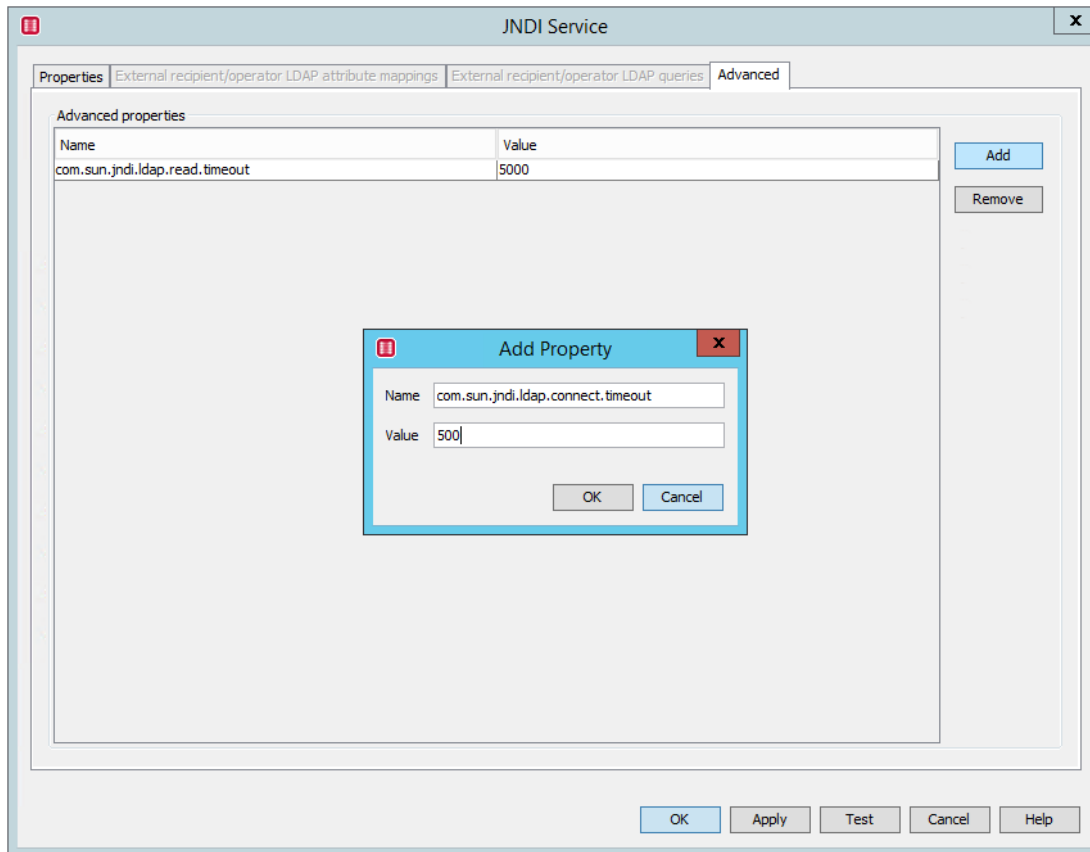 JNDI Service
x
Properties External recipient/operator LDAP attribute mappings External recipient/operator LDAP queries Advanced
Advanced properties
Name Value
com.sun.jndi.ldap.read.timeout 5000
Add
Remove
Add Property
x
Name com.sun.jndi.ldap.connect.timeout
Value 500
OK Cancel
OK Apply Test Cancel Help